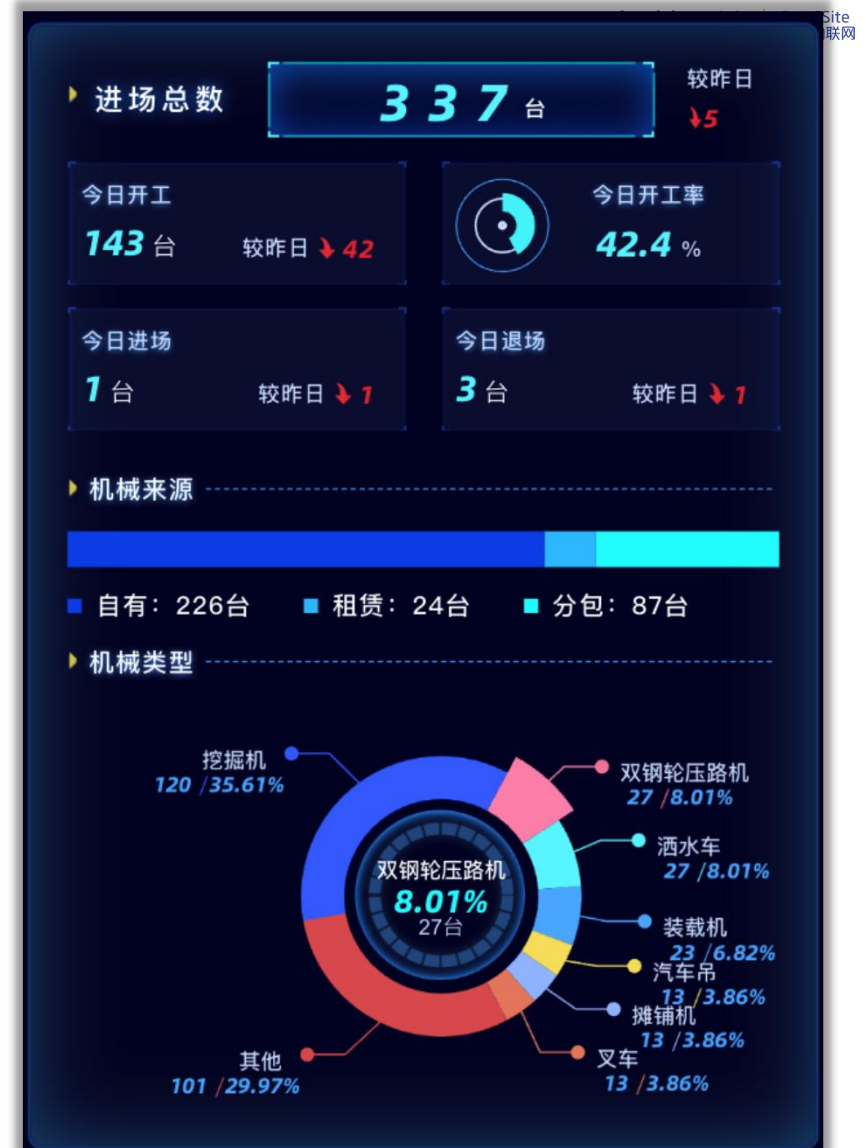 Site
联网
进场总数
337台
较昨日
5
今日开工
143台
较昨日 42
今日开工率
42.4 %
今日进场
1台
较昨日 1
今日退场
3台
较昨日 1
机械来源
自有：226台
租赁：24台
分包：87台
机械类型
挖掘机
120 /35.61%
双钢轮压路机
27 /8.01%
洒水车
27 /8.01%
双钢轮压路机
8.01%
27台
装载机
23 /6.82%
汽车吊
13 /3.86%
摊铺机
13 /3.86%
叉车
13 /3.86%
其他
101 /29.97%